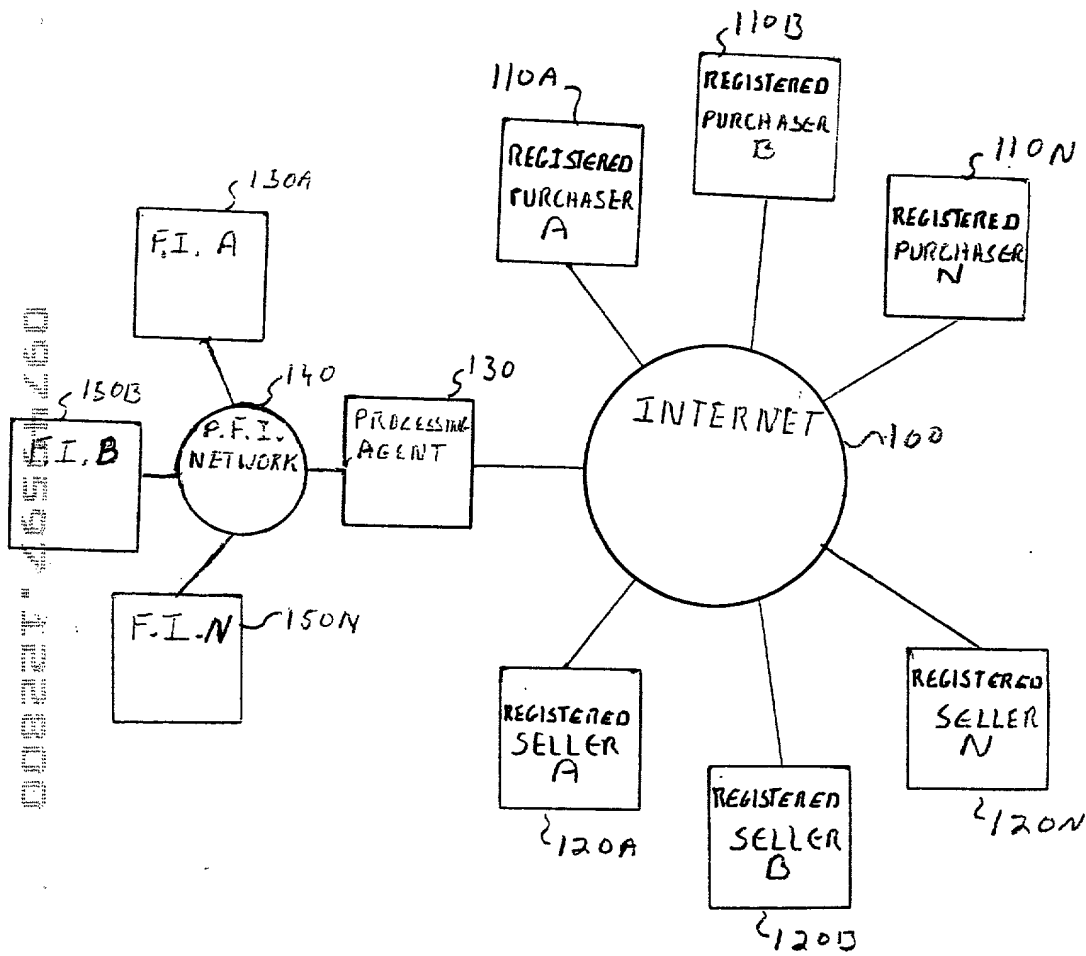 110B
REGISTERED
PURCHASER
B
110A
REGISTERED
PURCHASER
A
110N
REGISTERED
PURCHASER
N
150A
F.I. A
150B
F.I. B
140
P.F.I.
NETWORK
130
PROCESSING
AGENT
INTERNET
100
F.I.N
150N
REGISTERED
SELLER
A
120A
REGISTERED
SELLER
B
120B
REGISTERED
SELLER
N
120N